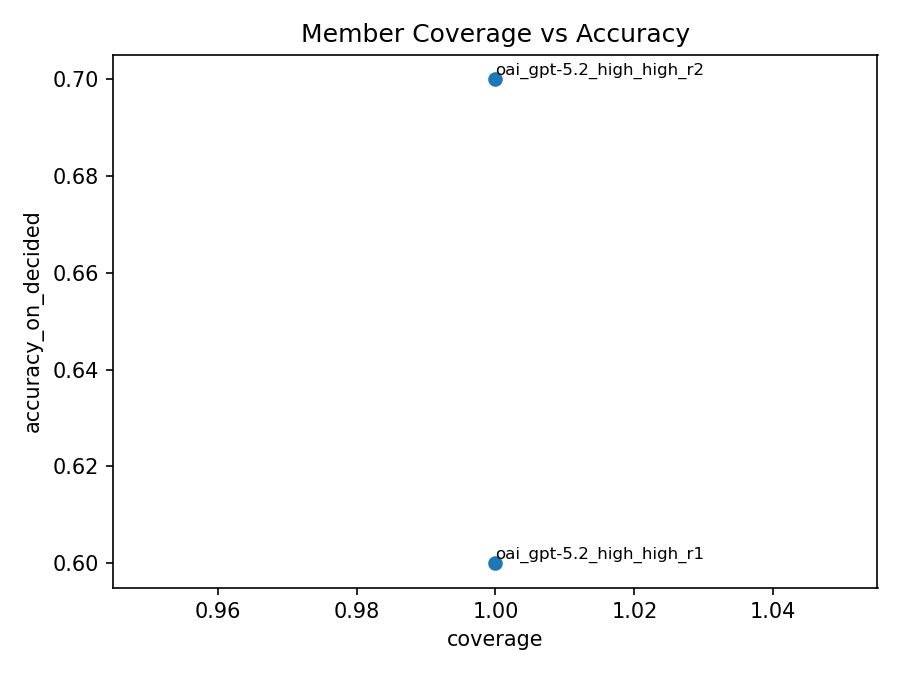 Member Coverage vs Accuracy
accuracy_on_decided
0.70
0.68
0.66
0.64
0.62
0.60
oai_gpt-5.2_high_high_r2
oai_gpt-5.2_high_high_r1
0.96 0.98 1.00 1.02 1.04
coverage